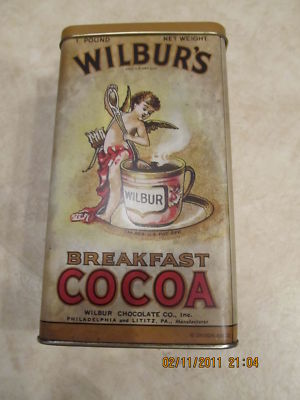 1 POUND NET WEIGHT
WILBUR'S
WILBUR
BREAKFAST
COCOA
WILBUR CHOCOLATE CO., Inc.
PHILADELPHIA and LITITZ, PA., Manufacturer
02/11/2011 21:04